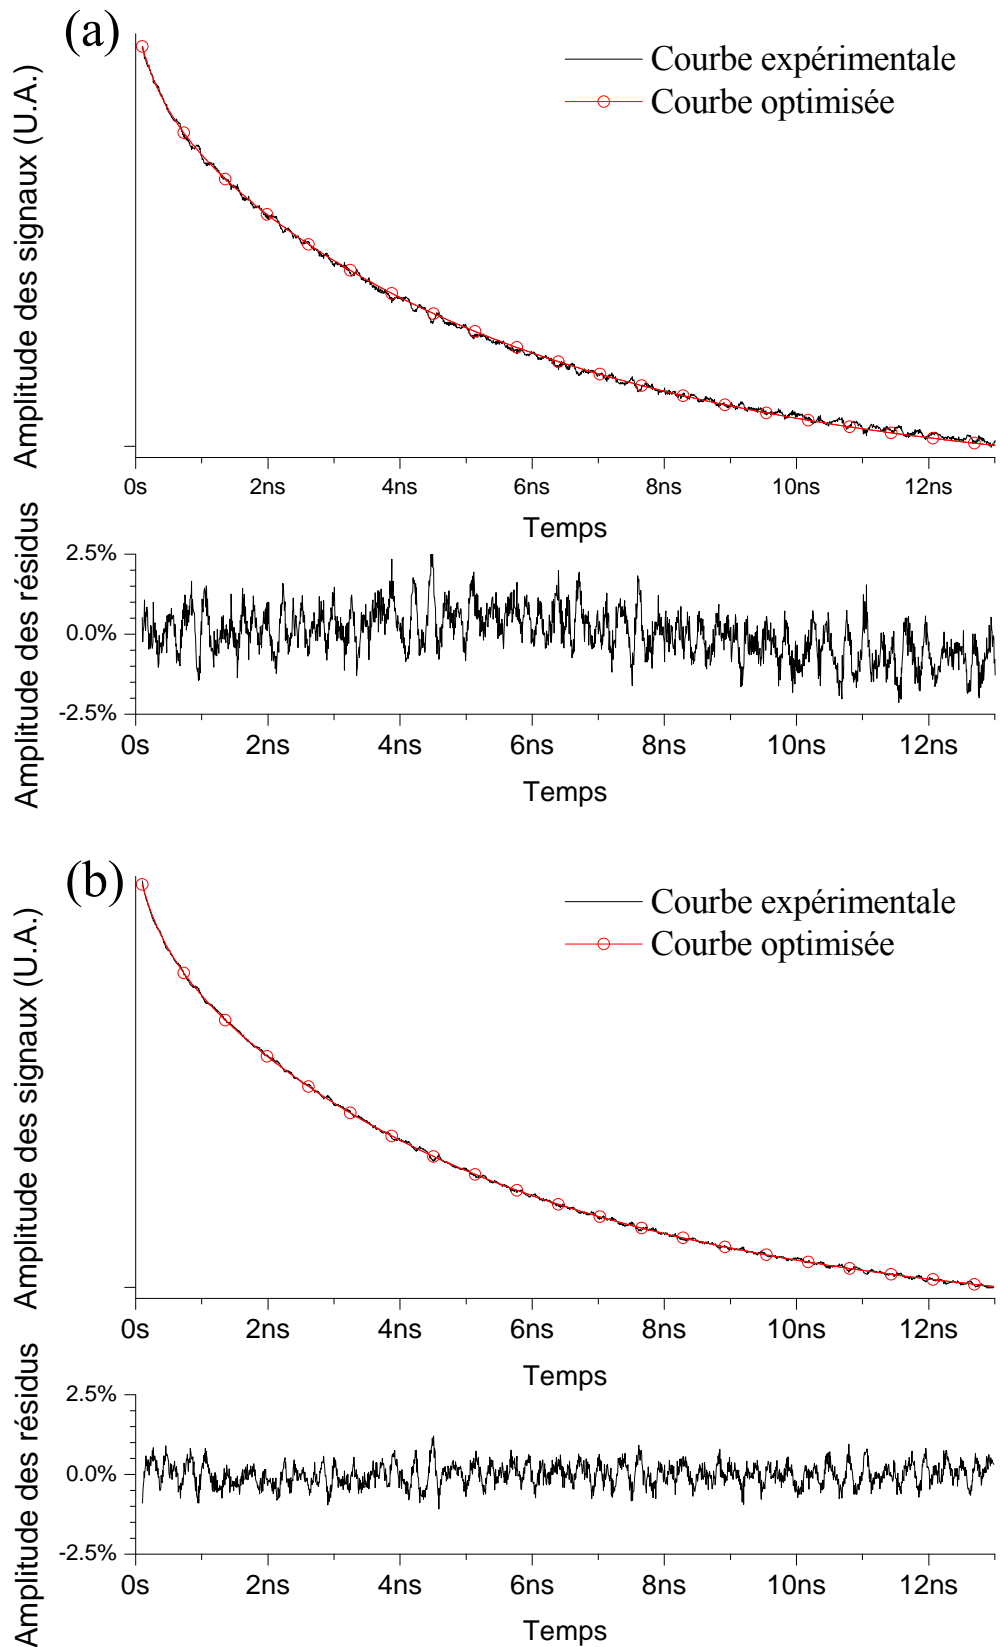 (a)
Courbe expérimentale
Courbe optimisée
Amplitude des signaux (U.A.)
0s 2ns 4ns 6ns 8ns 10ns 12ns
Temps
Amplitude des résidus
2.5%
0.0%
-2.5%
0s 2ns 4ns 6ns 8ns 10ns 12ns
Temps
(b)
Courbe expérimentale
Courbe optimisée
Amplitude des signaux (U.A.)
0s 2ns 4ns 6ns 8ns 10ns 12ns
Temps
Amplitude des résidus
2.5%
0.0%
-2.5%
0s 2ns 4ns 6ns 8ns 10ns 12ns
Temps